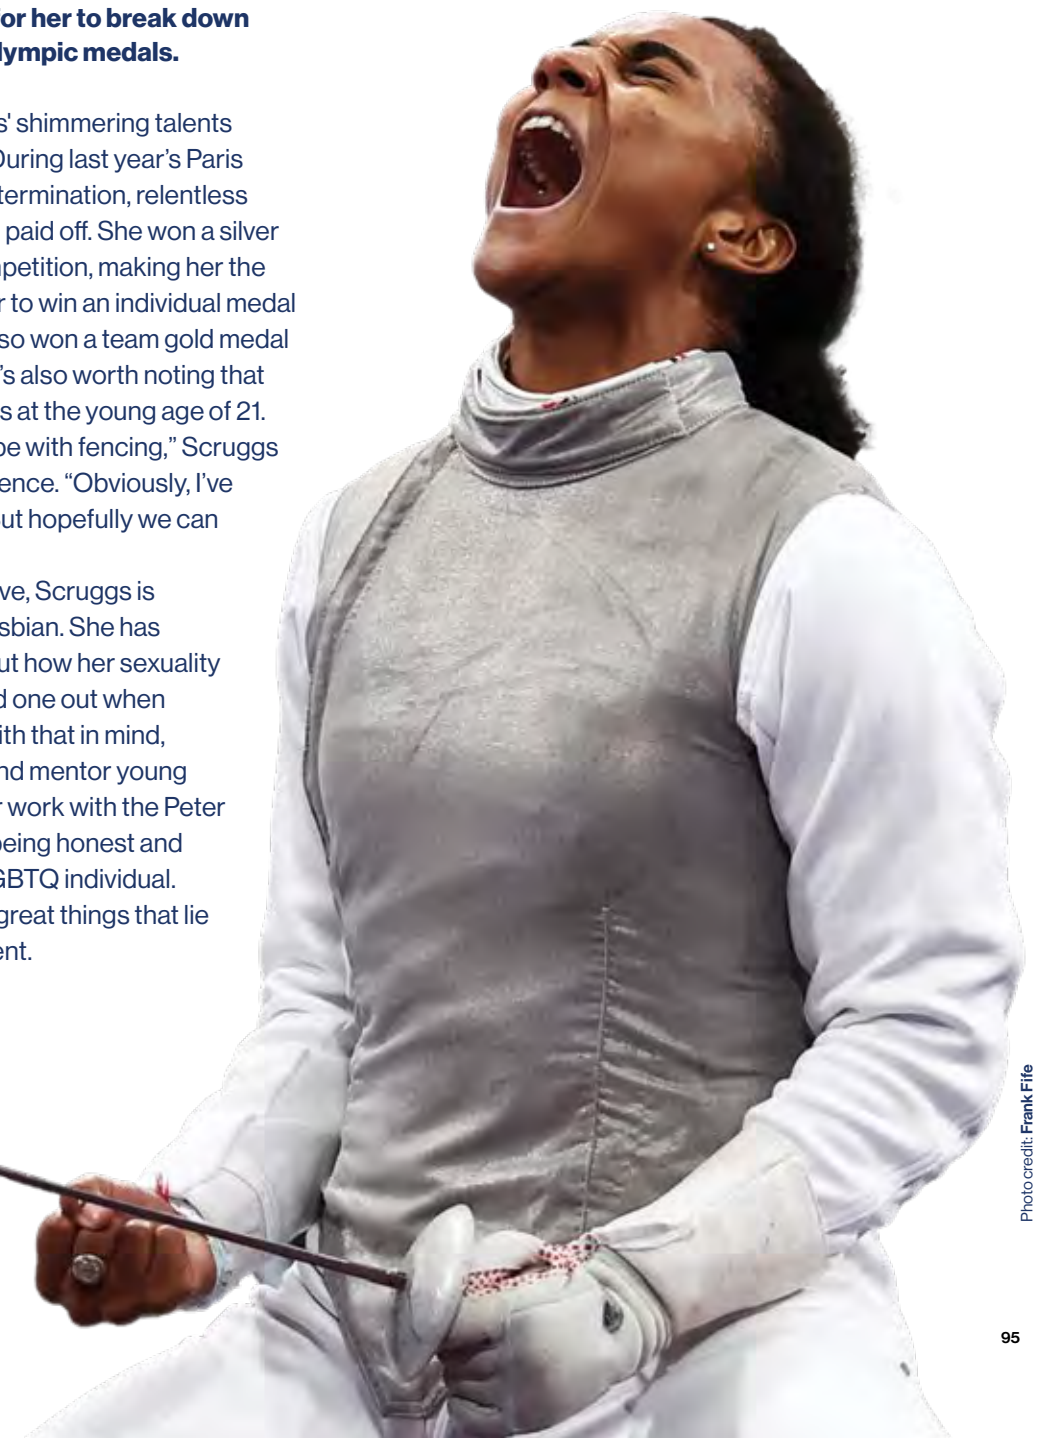 or her to break down
lympic medals.
s' shimmering talents
During last year’s Paris
termination, relentless
paid off. She won a silver
petition, making her the
r to win an individual medal
so won a team gold medal
’s also worth noting that
s at the young age of 21.
be with fencing,” Scruggs
ence. “Obviously, I’ve
ut hopefully we can
ve, Scruggs is
sbian. She has
ut how her sexuality
d one out when
ith that in mind,
nd mentor young
r work with the Peter
being honest and
GBTQ individual.
great things that lie
ent.
Photo credit: Frank Fife
95